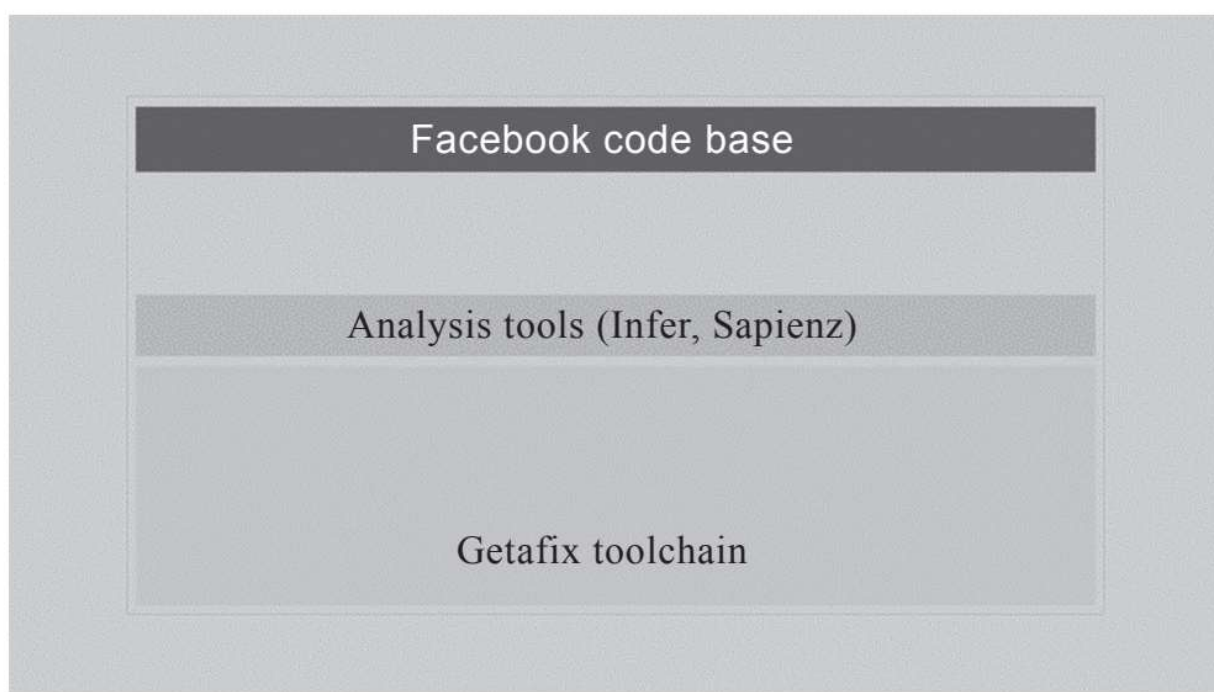 Facebook code base
Analysis tools (Infer, Sapienz)
Getafix toolchain